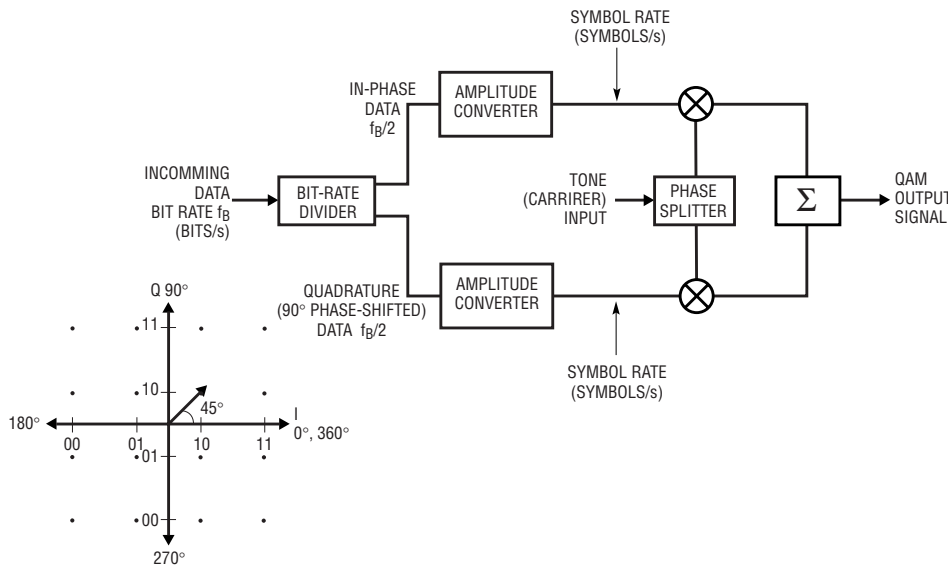 SYMBOL RATE
(SYMBOLS/s)
IN-PHASE
DATA
fB/2
AMPLITUDE
CONVERTER
INCOMMING
DATA
BIT RATE fB
(BITS/s)
BIT-RATE
DIVIDER
TONE
(CARRIRER)
INPUT
PHASE
SPLITTER
Σ
QAM
OUTPUT
SIGNAL
QUADRATURE
(90° PHASE-SHIFTED)
DATA fB/2
AMPLITUDE
CONVERTER
SYMBOL RATE
(SYMBOLS/s)
Q 90°
11
10
45°
180°
I
0°, 360°
00
01
10
11
01
00
270°